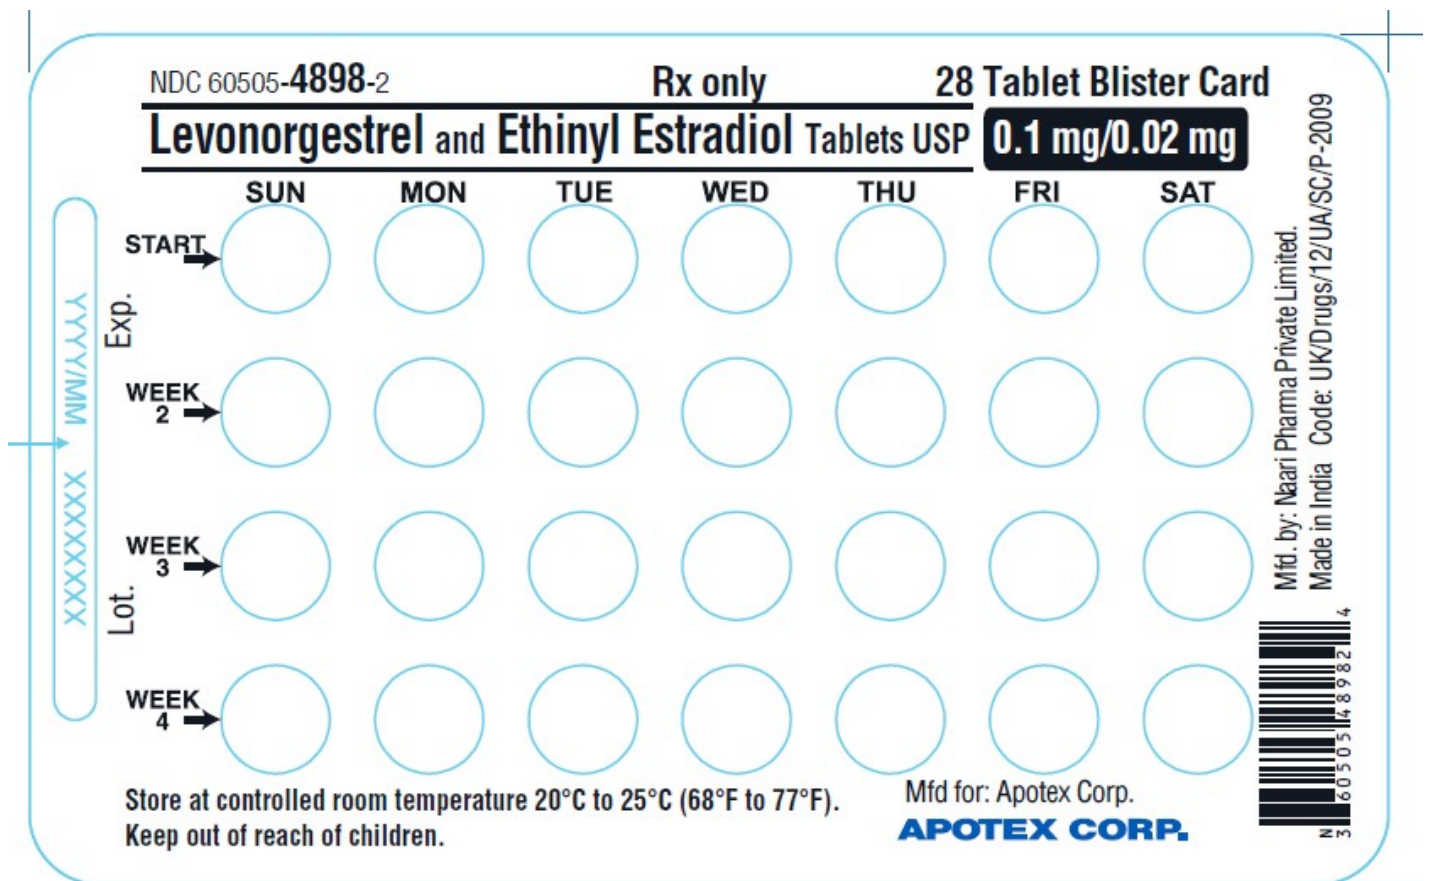 NDC 60505-4898-2
Rx only
28 Tablet Blister Card
Levonorgestrel and Ethinyl Estradiol Tablets USP
0.1 mg/0.02 mg
SUN MON TUE WED THU FRI SAT
START
WEEK
2
WEEK
3
WEEK
4
Exp.
YYYY/MM
Lot.
XXXXXXXX
Store at controlled room temperature 20°C to 25°C (68°F to 77°F).
Keep out of reach of children.
Mfd for: Apotex Corp.
APOTEX CORP.
Mfd. by: Naari Pharma Private Limited.
Made in India Code: UK/Drugs/12/UA/SC/P-2009
N
3 60505 48982 4